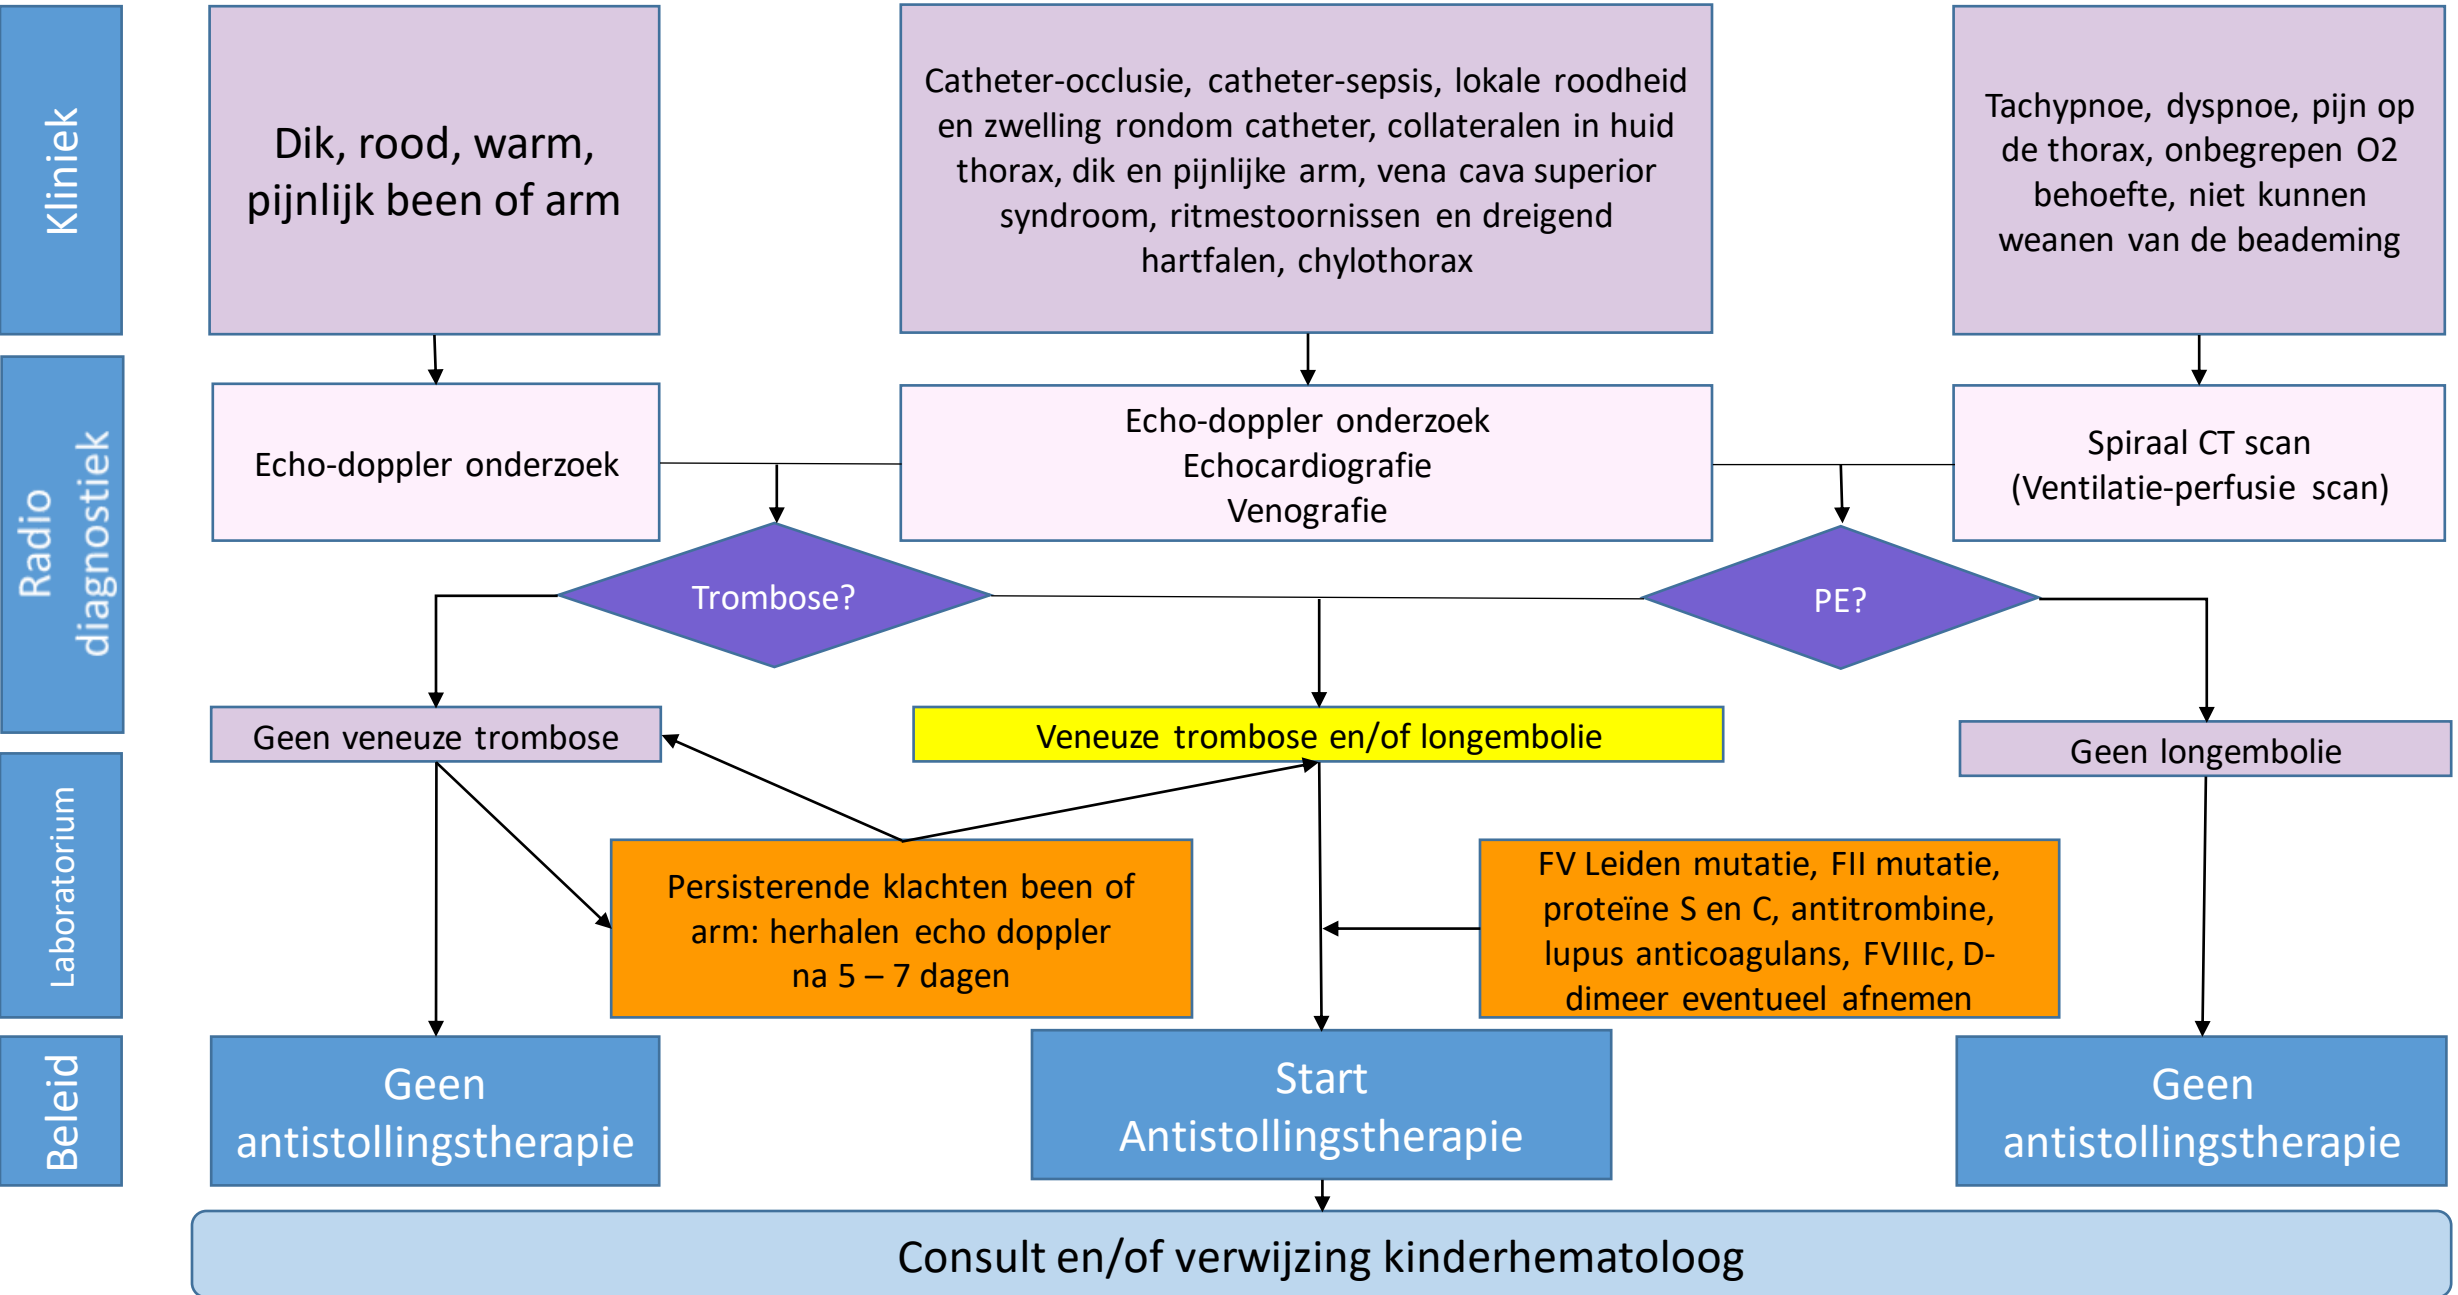 Kliniek
Dik, rood, warm,
pijnlijk been of arm
Catheter-occlusie, catheter-sepsis, lokale roodheid
en zwelling rondom catheter, collateralen in huid
thorax, dik en pijnlijke arm, vena cava superior
syndroom, ritmestoornissen en dreigend
hartfalen, chylothorax
Tachypnoe, dyspnoe, pijn op
de thorax, onbegrepen O2
behoefte, niet kunnen
weanen van de beademing
Radio
diagnostiek
Echo-doppler onderzoek
Echo-doppler onderzoek
Echocardiografie
Venografie
Spiraal CT scan
(Ventilatie-perfusie scan)
Trombose?
PE?
Geen veneuze trombose
Veneuze trombose en/of longembolie
Geen longembolie
Laboratorium
Persisterende klachten been of
arm: herhalen echo doppler
na 5 – 7 dagen
FV Leiden mutatie, FII mutatie,
proteïne S en C, antitrombine,
lupus anticoagulans, FVIIIc, D-
dimeer eventueel afnemen
Beleid
Geen
antistollingstherapie
Start
Antistollingstherapie
Geen
antistollingstherapie
Consult en/of verwijzing kinderhematoloog